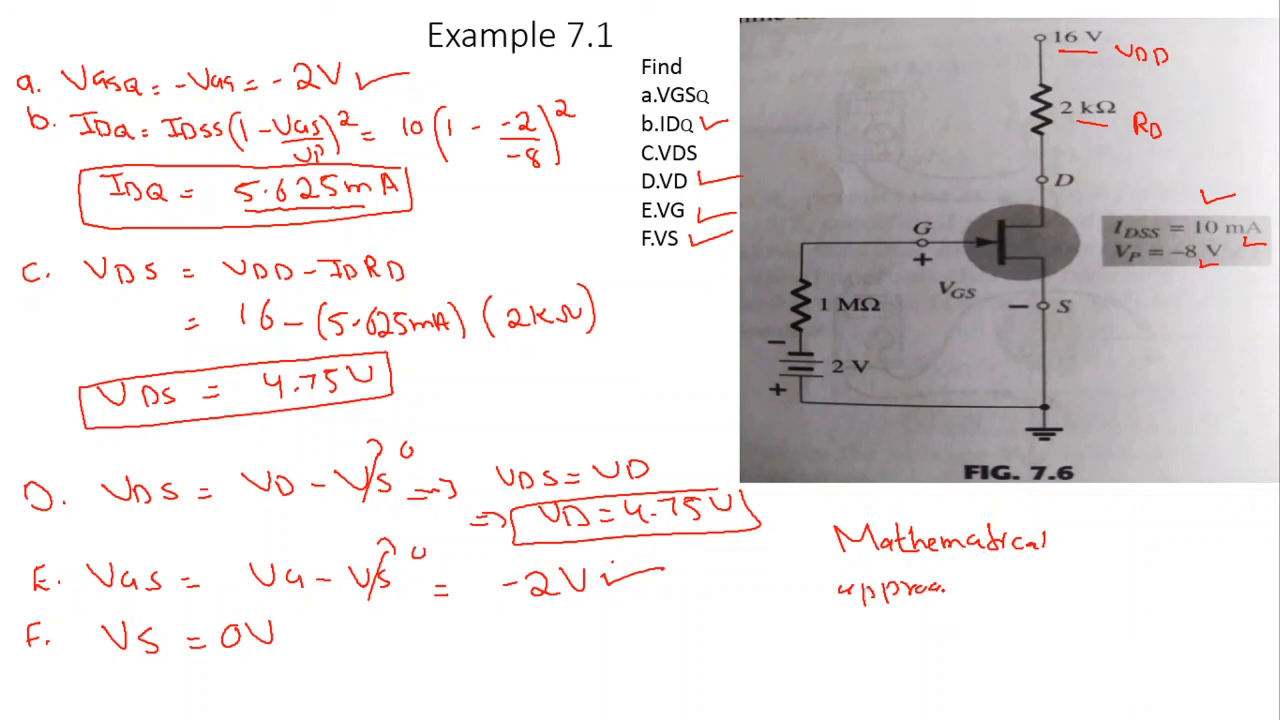 Example 7.1
a. VGSQ = -VGG = -2V ✓
b. IDQ = IDSS(1 - VGS/VP)² = 10(1 - -2/-8)²
IDQ = 5.625mA
C. VDS = VDD - IDRD
= 16 - (5.625mA) (2kΩ)
VDS = 4.75V
D. VDS = VD - VS⁰ => VDS = VD
=> VD = 4.75V
E. VGS = VG - VS⁰ = -2V ✓
F. VS = 0V
Find
a.VGSQ
b.IDQ ✓
C.VDS
D.VD ✓
E.VG ✓
F.VS ✓
16 V VDD
2 kΩ RD
D
G
+
VGS
- S
IDSS = 10 mA
VP = -8 V
1 MΩ
-
2 V
+
FIG. 7.6
Mathematical
approa.